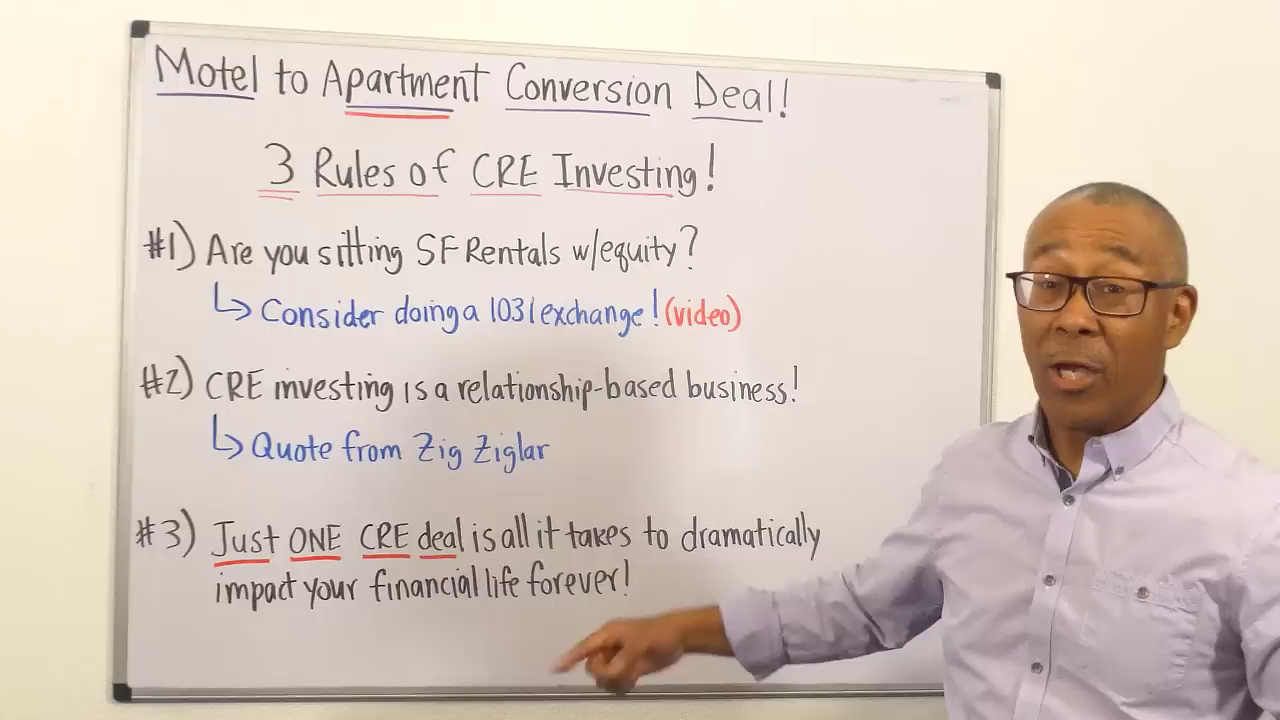 Motel to Apartment Conversion Deal!
3 Rules of CRE Investing!
#1) Are you sitting SF Rentals w/equity?
↳ Consider doing a 1031 exchange! (video)
#2) CRE investing is a relationship-based business!
↳ Quote from Zig Ziglar
#3) Just ONE CRE deal is all it takes to dramatically
impact your financial life forever!